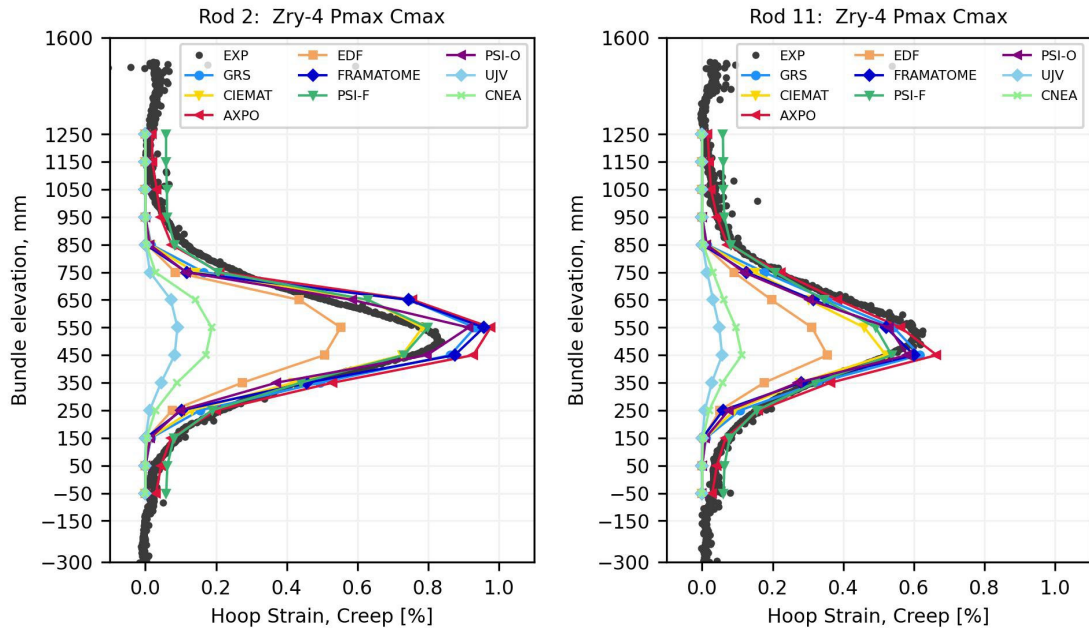 Rod 2:  Zry-4 Pmax Cmax
1600
1250
1150
1050
950
850
750
650
550
450
350
250
150
50
−50
−150
−300
Bundle elevation, mm
EXP
GRS
CIEMAT
AXPO
EDF
FRAMATOME
PSI-F
PSI-O
UJV
CNEA
0.0 0.2 0.4 0.6 0.8 1.0
Hoop Strain, Creep [%]
Rod 11:  Zry-4 Pmax Cmax
1600
1250
1150
1050
950
850
750
650
550
450
350
250
150
50
−50
−150
−300
Bundle elevation, mm
EXP
GRS
CIEMAT
AXPO
EDF
FRAMATOME
PSI-F
PSI-O
UJV
CNEA
0.0 0.2 0.4 0.6 0.8 1.0
Hoop Strain, Creep [%]